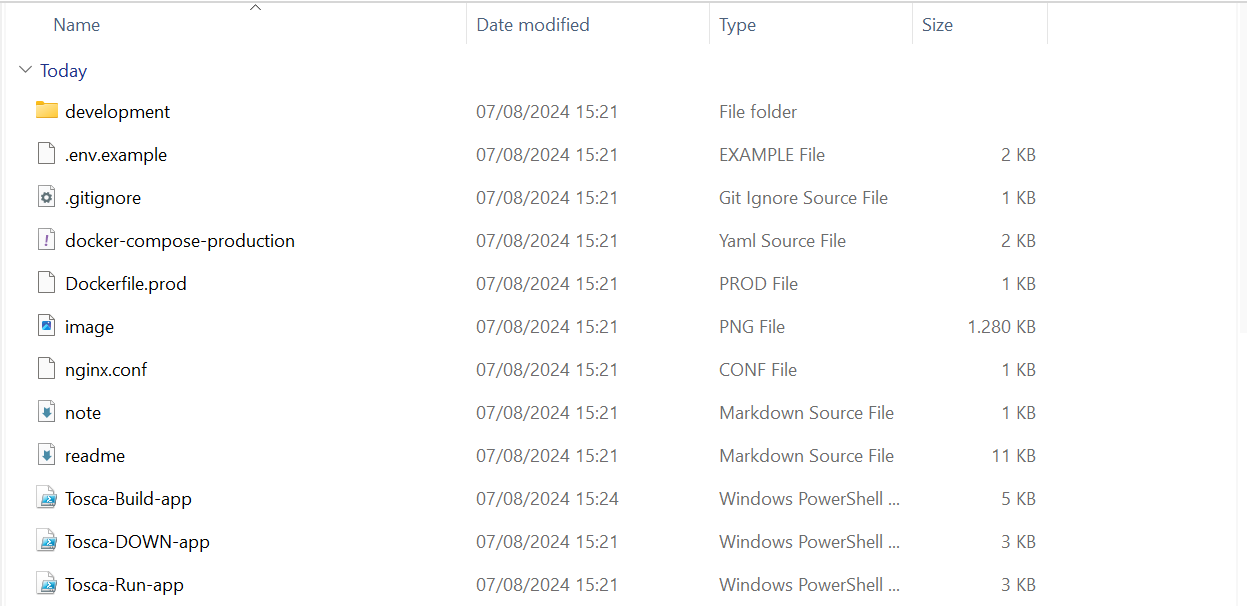 Name Date modified Type Size
Today
development 07/08/2024 15:21 File folder
.env.example 07/08/2024 15:21 EXAMPLE File 2 KB
.gitignore 07/08/2024 15:21 Git Ignore Source File 1 KB
docker-compose-production 07/08/2024 15:21 Yaml Source File 2 KB
Dockerfile.prod 07/08/2024 15:21 PROD File 1 KB
image 07/08/2024 15:21 PNG File 1.280 KB
nginx.conf 07/08/2024 15:21 CONF File 1 KB
note 07/08/2024 15:21 Markdown Source File 1 KB
readme 07/08/2024 15:21 Markdown Source File 11 KB
Tosca-Build-app 07/08/2024 15:24 Windows PowerShell ... 5 KB
Tosca-DOWN-app 07/08/2024 15:21 Windows PowerShell ... 3 KB
Tosca-Run-app 07/08/2024 15:21 Windows PowerShell ... 3 KB